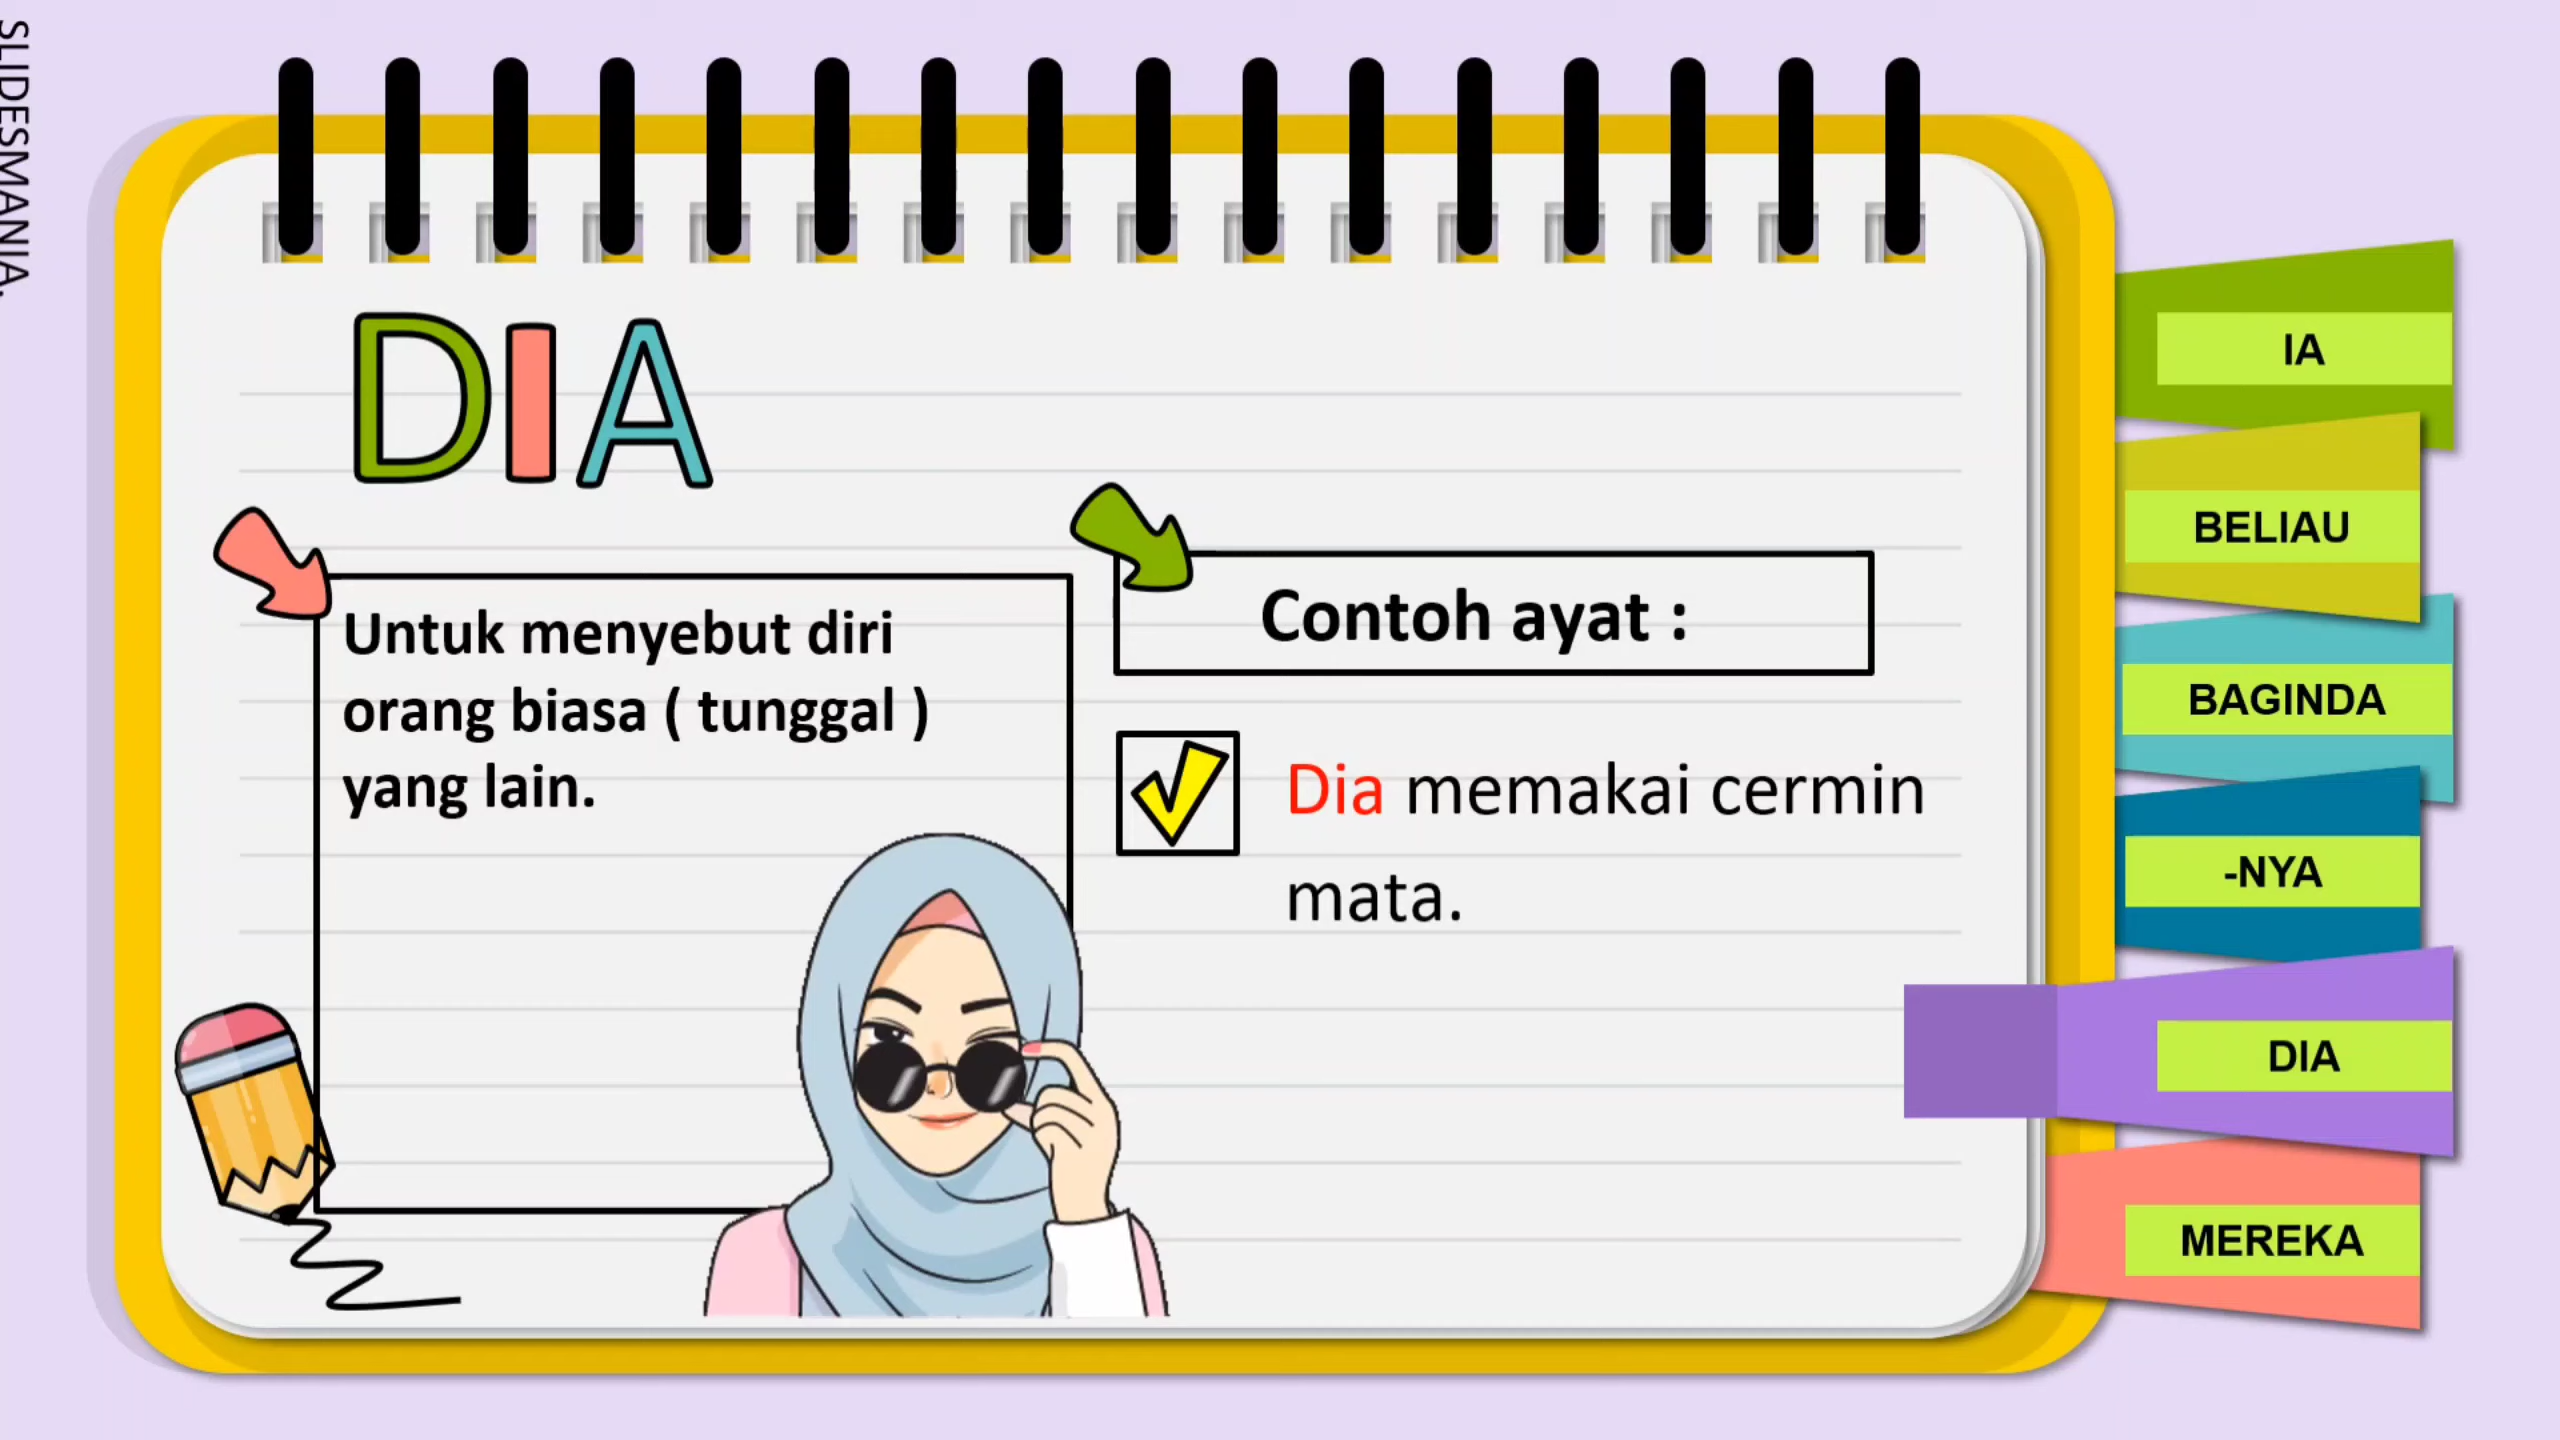 SLIDESMANIA.
DIA
Untuk menyebut diri
orang biasa ( tunggal )
yang lain.
Contoh ayat :
Dia memakai cermin
mata.
IA
BELIAU
BAGINDA
-NYA
DIA
MEREKA